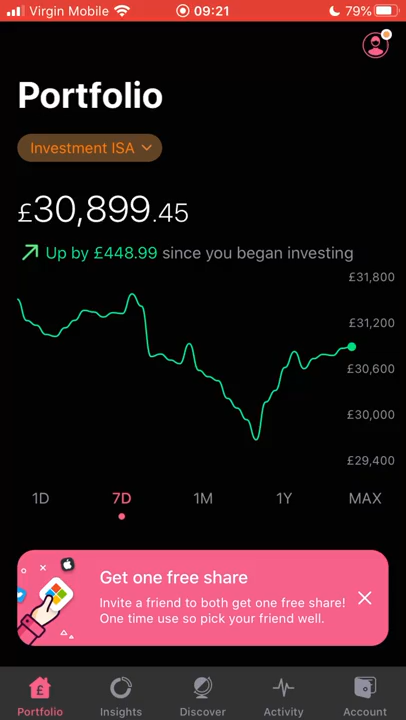 Virgin Mobile 09:21 79%
Portfolio
Investment ISA
£30,899.45
Up by £448.99 since you began investing
£31,800
£31,200
£30,600
£30,000
£29,400
1D 7D 1M 1Y MAX
Get one free share
Invite a friend to both get one free share!
One time use so pick your friend well.
Portfolio Insights Discover Activity Account